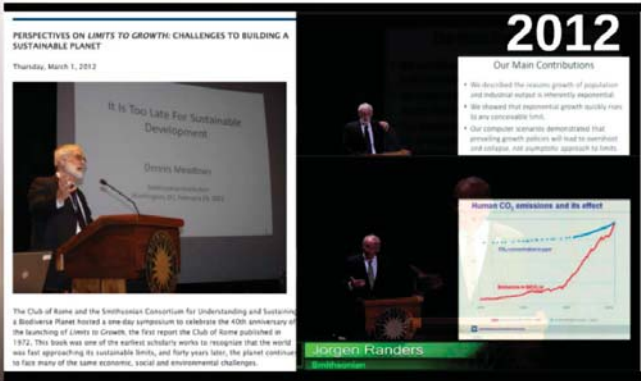 PERSPECTIVES ON LIMITS TO GROWTH: CHALLENGES TO BUILDING A
SUSTAINABLE PLANET
Thursday, March 1, 2012
It Is Too Late For Sustainable
Development
Dennis Meadows
Smithsonian Institution
Washington, DC, February 29, 2012
The Club of Rome and the Smithsonian Consortium for Understanding and Sustaining
a Biodiverse Planet hosted a one-day symposium to celebrate the 40th anniversary of
the launching of Limits to Growth, the first report the Club of Rome published in
1972. This book was one of the earliest scholarly works to recognize that the world
was fast approaching its sustainable limits, and forty years later, the planet continues
to face many of the same economic, social and environmental challenges.
2012
Our Main Contributions
• We described the reasons growth of population
and industrial output is inherently exponential
• We showed that exponential growth quickly rises
to any conceivable limit.
• Our computer scenarios demonstrated that
prevailing growth policies will lead to overshoot
and collapse, not asymptotic approach to limits
Human CO₂ emissions and its effect
Jorgen Randers
Smithsonian